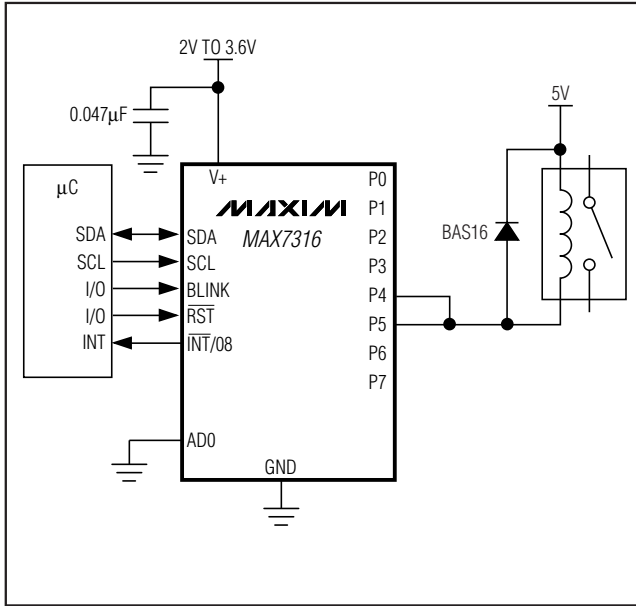 2V TO 3.6V
0.047μF
5V
μC
SDA
SCL
I/O
I/O
INT
V+
MAXIM
MAX7316
SDA
SCL
BLINK
RST
INT/O8
AD0
GND
P0
P1
P2
P3
P4
P5
P6
P7
BAS16